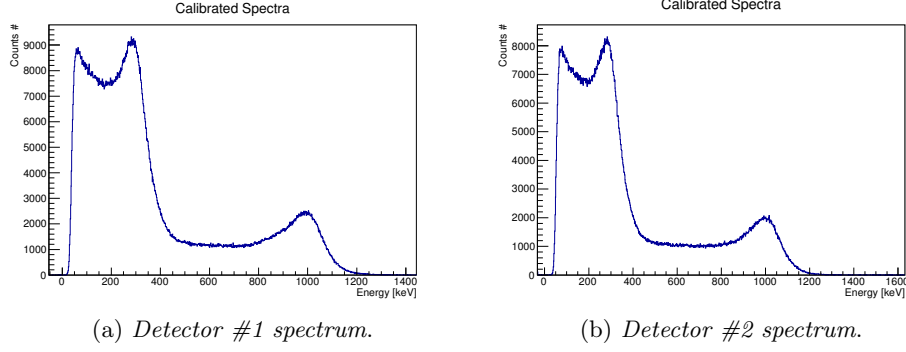 Calibrated Spectra
Counts #
9000
8000
7000
6000
5000
4000
3000
2000
1000
0
0 200 400 600 800 1000 1200 1400
Energy [keV]
(a) Detector #1 spectrum.
Calibrated Spectra
Counts #
8000
7000
6000
5000
4000
3000
2000
1000
0
0 200 400 600 800 1000 1200 1400 1600
Energy [keV]
(b) Detector #2 spectrum.